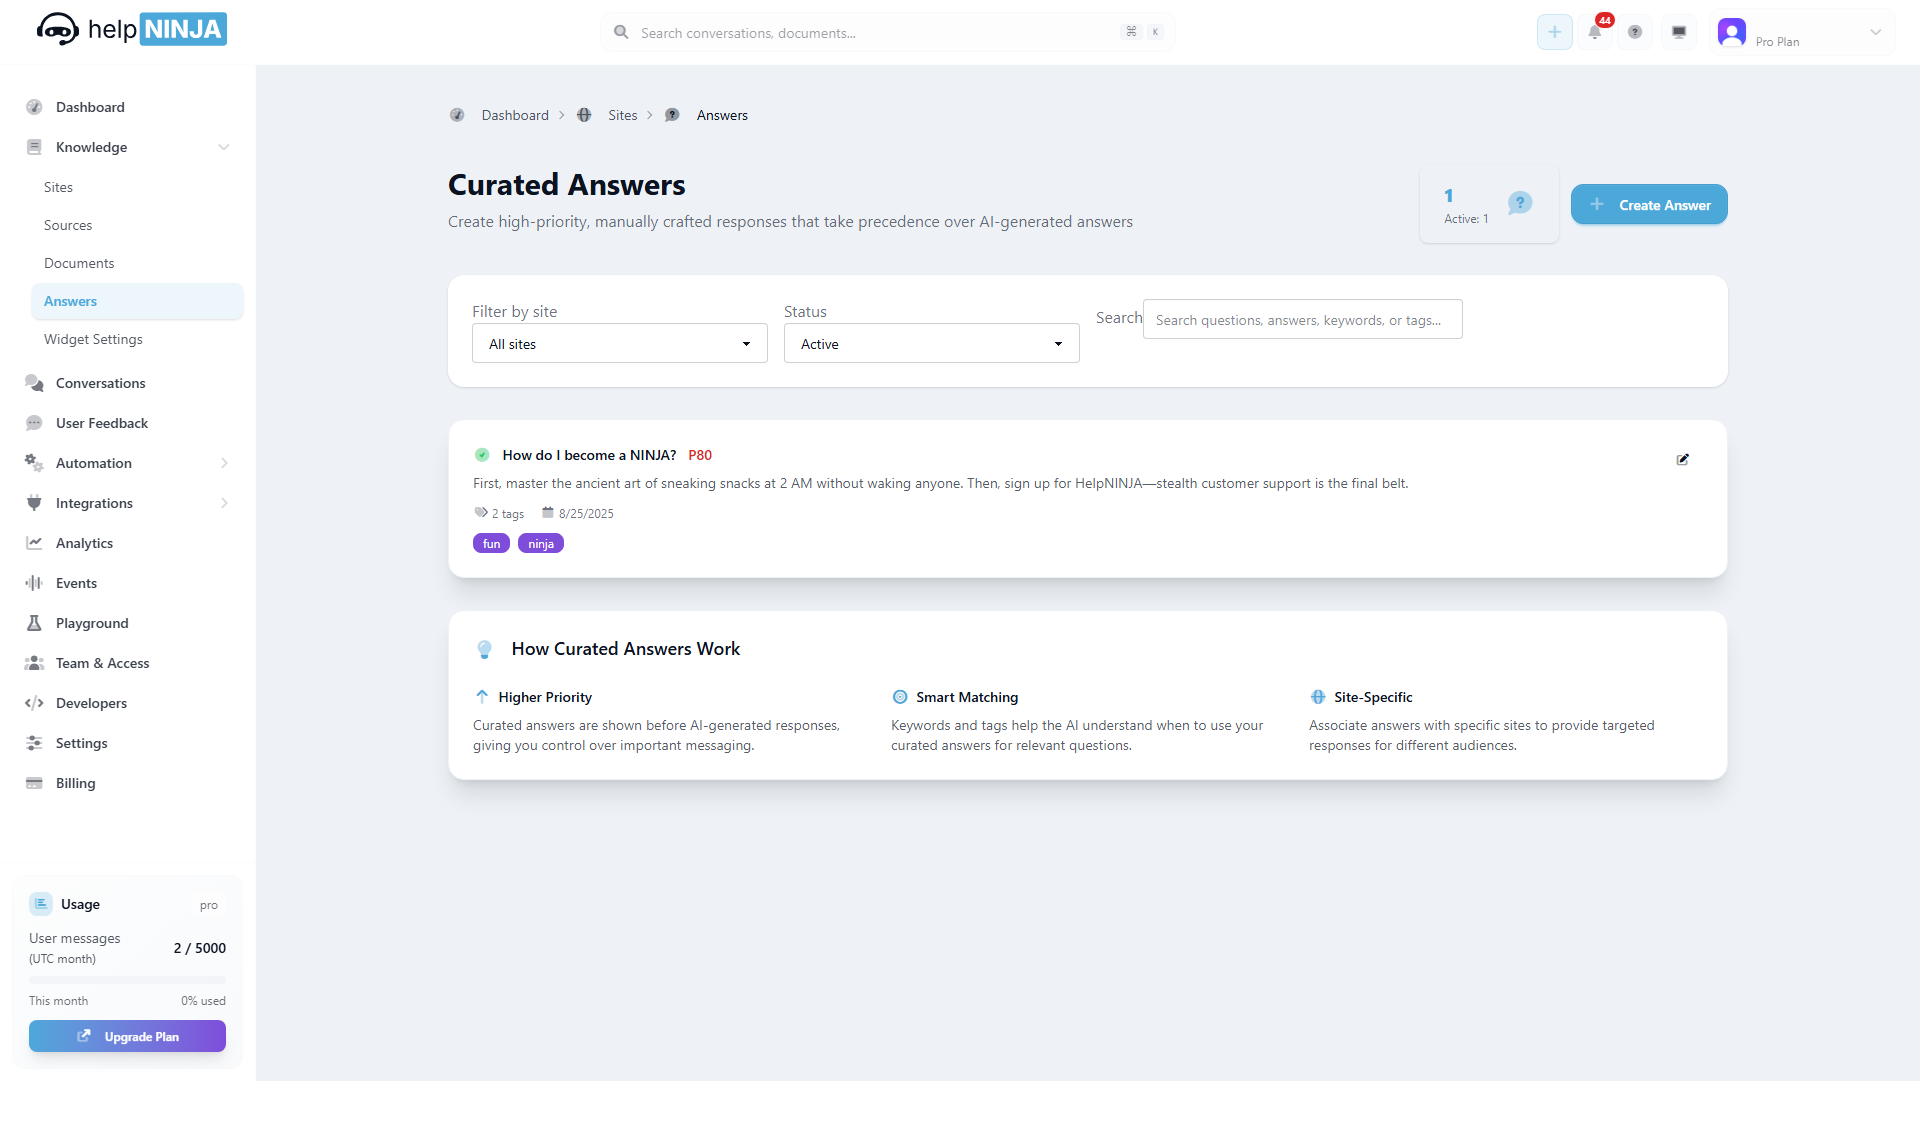 help NINJA
Search conversations, documents...
⌘ K
44
Pro Plan
Dashboard
Knowledge
Sites
Sources
Documents
Answers
Widget Settings
Conversations
User Feedback
Automation
Integrations
Analytics
Events
Playground
Team & Access
Developers
Settings
Billing
Usage
pro
User messages
(UTC month)
2 / 5000
This month
0% used
Upgrade Plan
Dashboard > Sites > Answers
Curated Answers
Create high-priority, manually crafted responses that take precedence over AI-generated answers
1
Active: 1
Create Answer
Filter by site
All sites
Status
Active
Search
Search questions, answers, keywords, or tags...
How do I become a NINJA? P80
First, master the ancient art of sneaking snacks at 2 AM without waking anyone. Then, sign up for HelpNINJA—stealth customer support is the final belt.
2 tags 8/25/2025
fun ninja
How Curated Answers Work
Higher Priority
Curated answers are shown before AI-generated responses,
giving you control over important messaging.
Smart Matching
Keywords and tags help the AI understand when to use your
curated answers for relevant questions.
Site-Specific
Associate answers with specific sites to provide targeted
responses for different audiences.